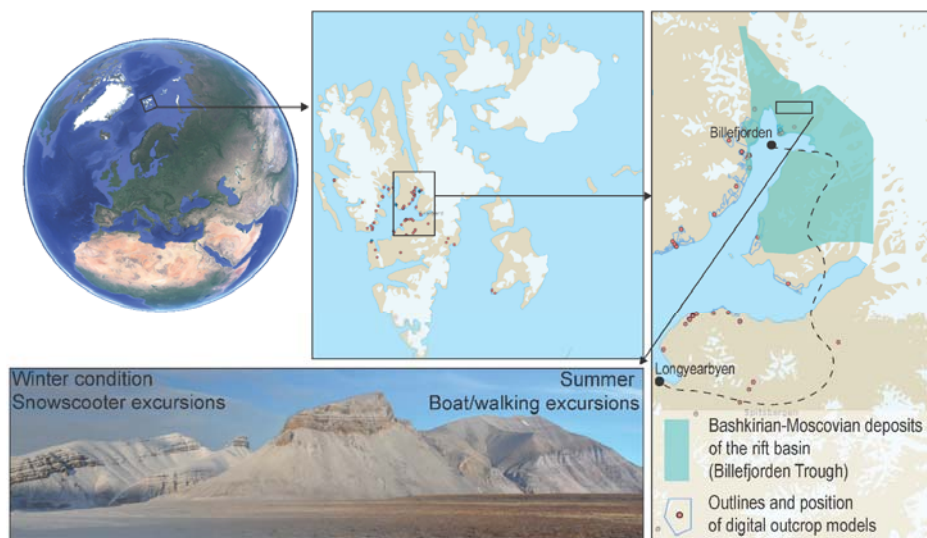 Billefjorden
Longyearbyen
Spitsbergen
Winter condition
Snowscooter excursions
Summer
Boat/walking excursions
Bashkirian-Moscovian deposits
of the rift basin
(Billefjorden Trough)
Outlines and position
of digital outcrop models